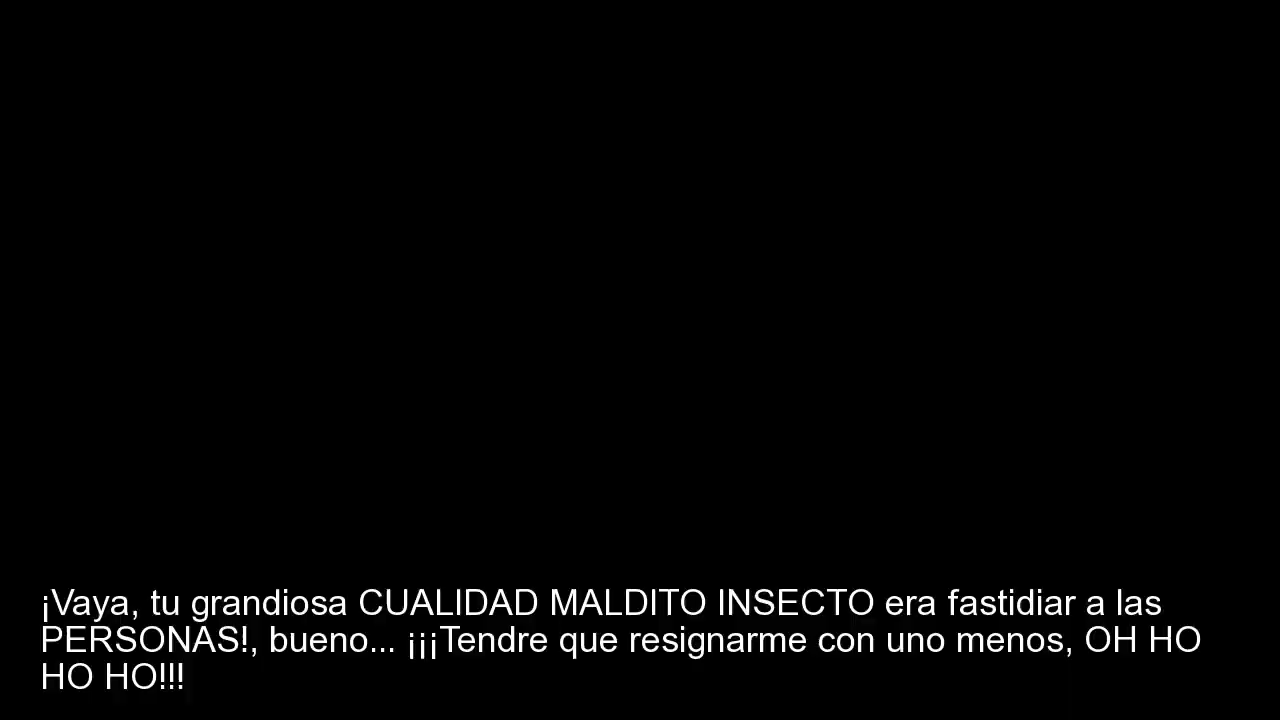 ¡Vaya, tu grandiosa CUALIDAD MALDITO INSECTO era fastidiar a las
PERSONAS!, bueno... ¡¡¡Tendre que resignarme con uno menos, OH HO
HO HO!!!